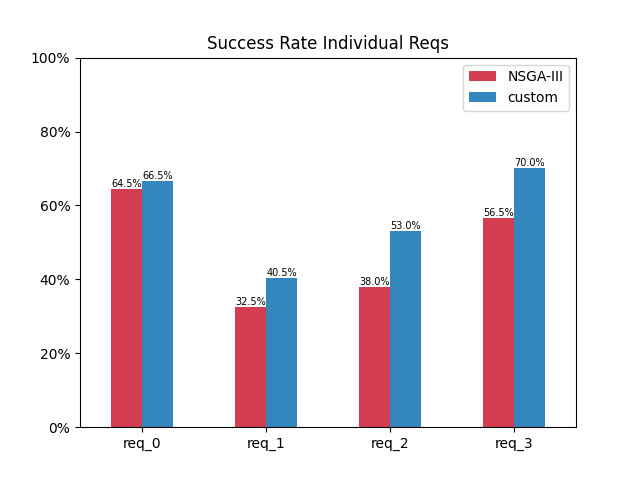 Success Rate Individual Reqs
100%
80%
60%
40%
20%
0%
NSGA-III
custom
64.5%
66.5%
32.5%
40.5%
38.0%
53.0%
56.5%
70.0%
req_0
req_1
req_2
req_3